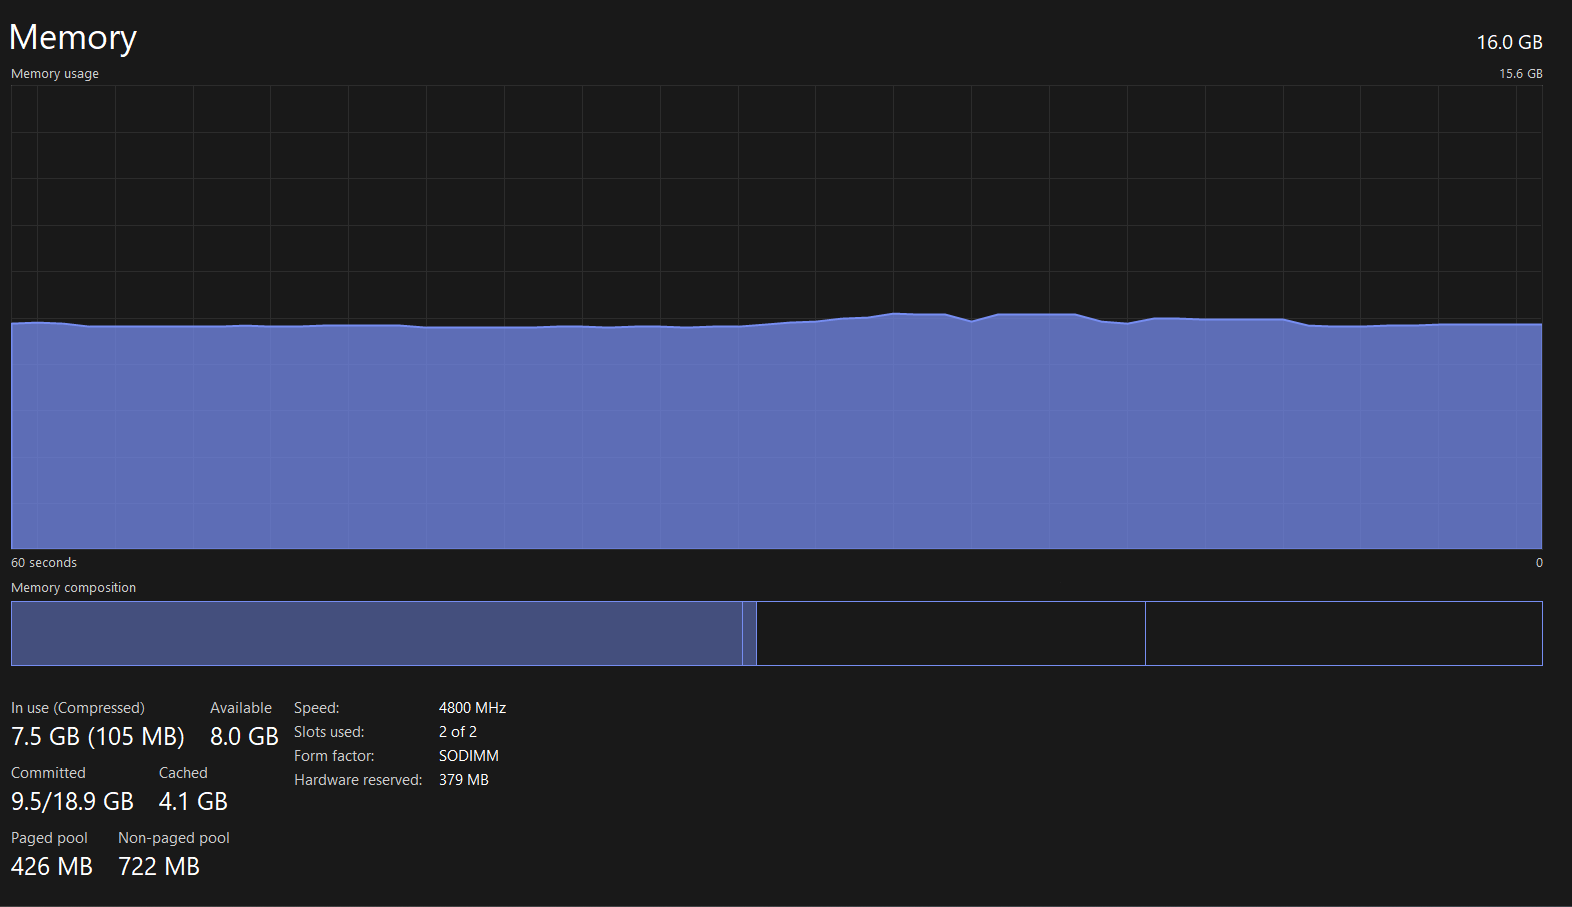 Memory
16.0 GB
Memory usage
15.6 GB
60 seconds
0
Memory composition
In use (Compressed)
7.5 GB (105 MB)
Available
8.0 GB
Committed
9.5/18.9 GB
Cached
4.1 GB
Paged pool
426 MB
Non-paged pool
722 MB
Speed: 4800 MHz
Slots used: 2 of 2
Form factor: SODIMM
Hardware reserved: 379 MB